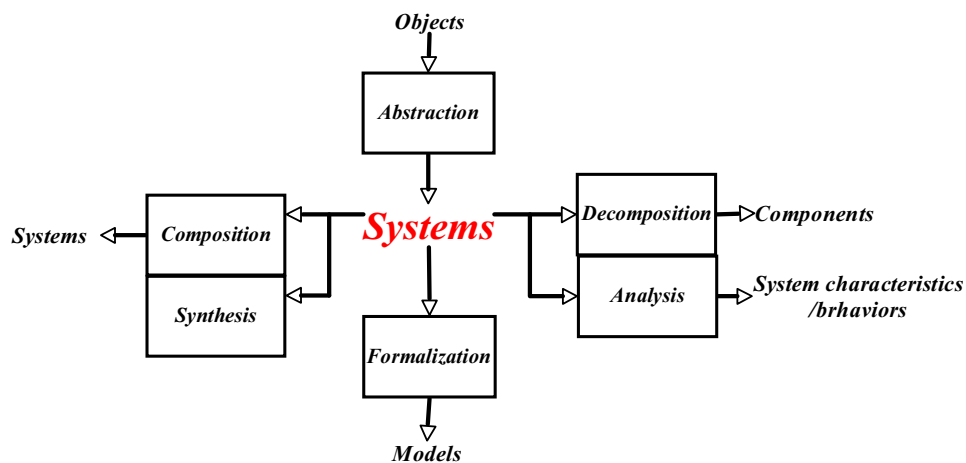 Objects
Abstraction
Systems
Composition
Systems
Decomposition
Components
Synthesis
Analysis
System characteristics
/brhaviors
Formalization
Models